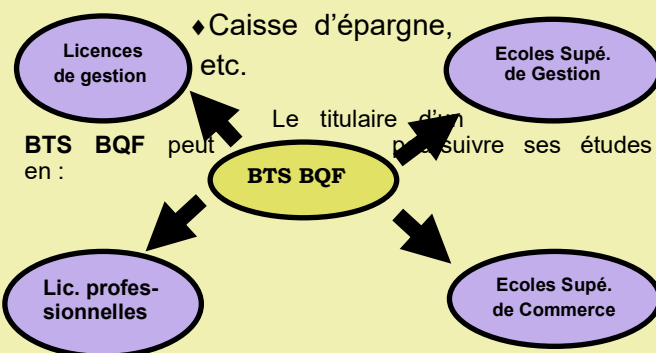 ♦Caisse d'épargne,
etc.
Licences
de gestion
Ecoles Supé.
de Gestion
Le titulaire d'un
BTS BQF peut poursuivre ses études
en :
BTS BQF
Lic. profes-
sionnelles
Ecoles Supé.
de Commerce